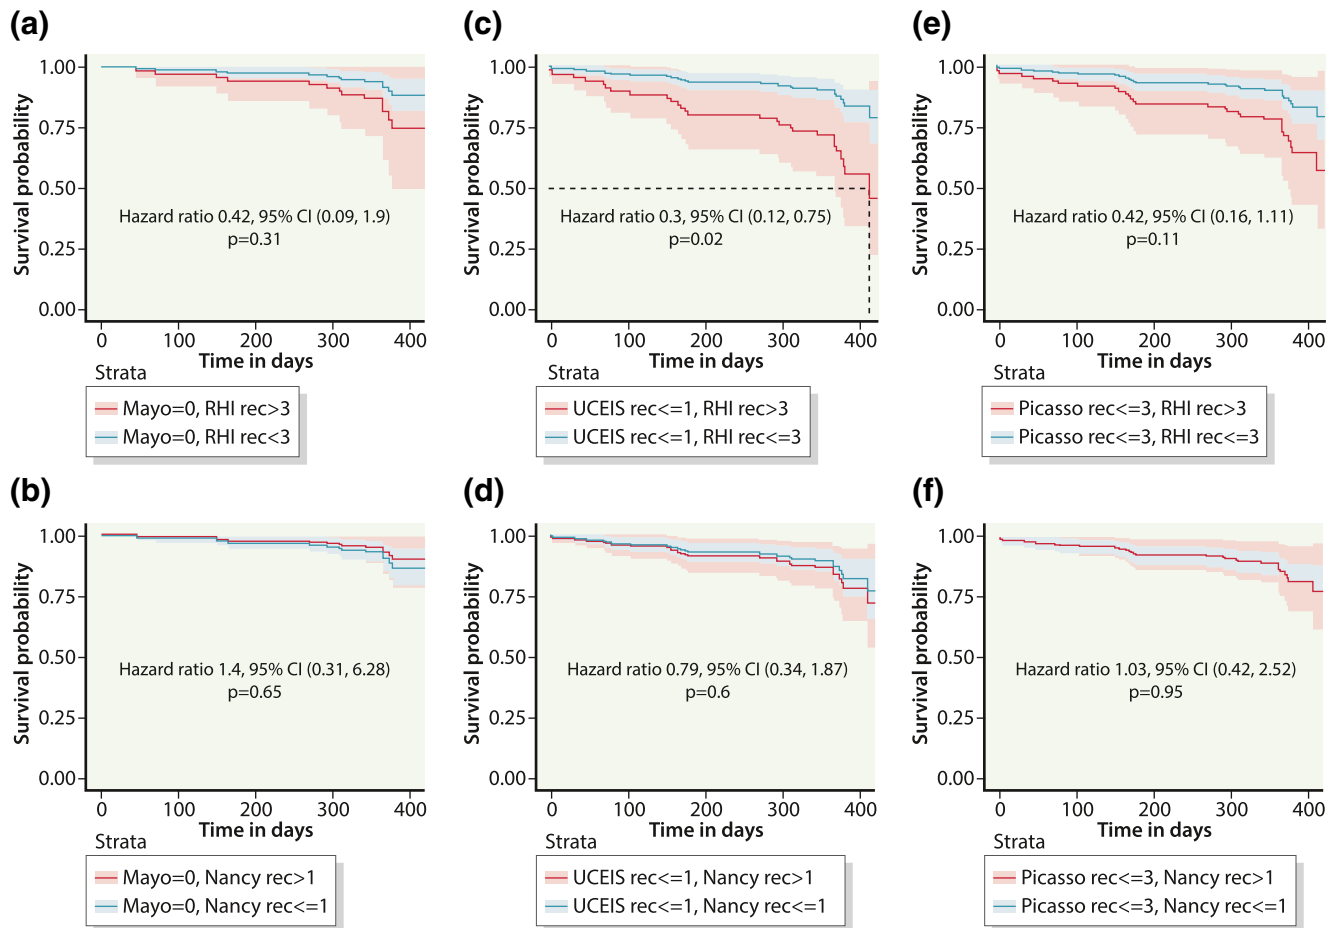 (a)
Survival probability
1.00
0.75
0.50
0.25
0.00
Hazard ratio 0.42, 95% CI (0.09, 1.9)
p=0.31
0 100 200 300 400
Time in days
Strata
Mayo=0, RHI rec>3
Mayo=0, RHI rec<3
(c)
Survival probability
1.00
0.75
0.50
0.25
0.00
Hazard ratio 0.3, 95% CI (0.12, 0.75)
p=0.02
0 100 200 300 400
Time in days
Strata
UCEIS rec<=1, RHI rec>3
UCEIS rec<=1, RHI rec<=3
(e)
Survival probability
1.00
0.75
0.50
0.25
0.00
Hazard ratio 0.42, 95% CI (0.16, 1.11)
p=0.11
0 100 200 300 400
Time in days
Strata
Picasso rec<=3, RHI rec>3
Picasso rec<=3, RHI rec<=3
(b)
Survival probability
1.00
0.75
0.50
0.25
0.00
Hazard ratio 1.4, 95% CI (0.31, 6.28)
p=0.65
0 100 200 300 400
Time in days
Strata
Mayo=0, Nancy rec>1
Mayo=0, Nancy rec<=1
(d)
Survival probability
1.00
0.75
0.50
0.25
0.00
Hazard ratio 0.79, 95% CI (0.34, 1.87)
p=0.6
0 100 200 300 400
Time in days
Strata
UCEIS rec<=1, Nancy rec>1
UCEIS rec<=1, Nancy rec<=1
(f)
Survival probability
1.00
0.75
0.50
0.25
0.00
Hazard ratio 1.03, 95% CI (0.42, 2.52)
p=0.95
0 100 200 300 400
Time in days
Strata
Picasso rec<=3, Nancy rec>1
Picasso rec<=3, Nancy rec<=1